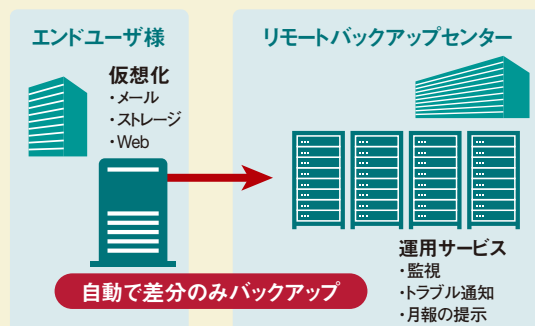 エンドユーザ様
仮想化
・メール
・ストレージ
・Web
リモートバックアップセンター
運用サービス
・監視
・トラブル通知
・月報の提示
自動で差分のみバックアップ